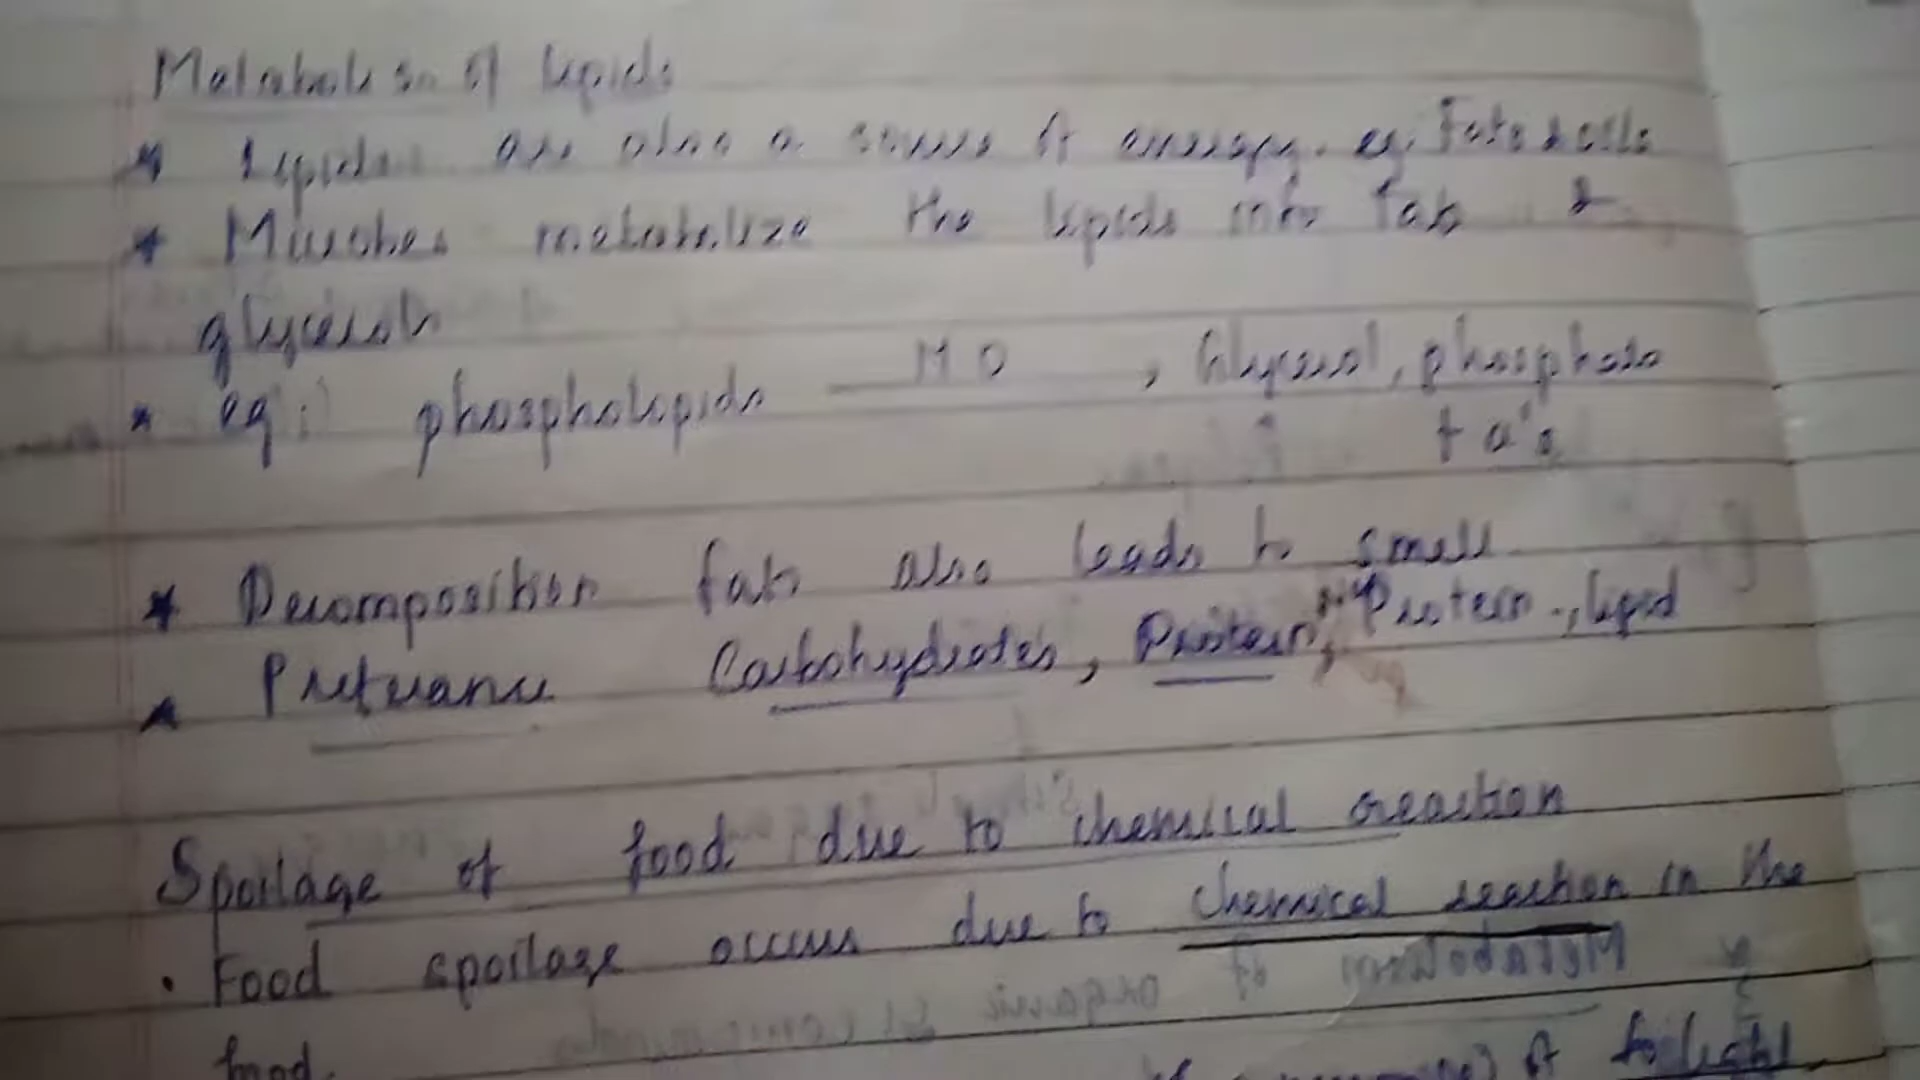 Metabolism of lipids
* Lipids are also a source of energy. eg. Fats & oils
* Microbes metabolize the lipids into fats &
glycerols
* eg:) phospholipids M O , Glycerol, phosphate
+ a's
* Decomposition fats also leads to smell
* Preference Carbohydrates, Protein, Protein, lipid
Spoilage of food due to chemical reaction
• Food spoilage occurs due to chemical reaction in the
food.